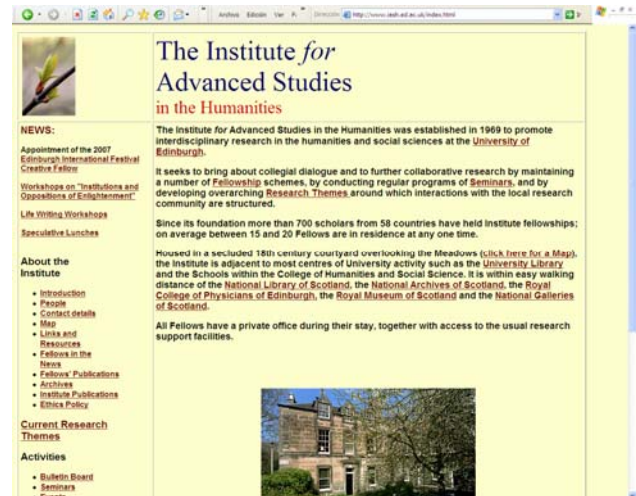 Archivo Edición Ver
Dirección http://www.iash.ed.ac.uk/index.html
The Institute for
Advanced Studies
in the Humanities
NEWS:
Appointment of the 2007
Edinburgh International Festival
Creative Fellow
Workshops on "Institutions and
Oppositions of Enlightenment"
Life Writing Workshops
Speculative Lunches
About the
Institute
Introduction
People
Contact details
Map
Links and
Resources
Fellows in the
News
Fellows' Publications
Archives
Institute Publications
Ethics Policy
Current Research
Themes
Activities
Bulletin Board
Seminars
Events
The Institute for Advanced Studies in the Humanities was established in 1969 to promote
interdisciplinary research in the humanities and social sciences at the University of
Edinburgh.
It seeks to bring about collegial dialogue and to further collaborative research by maintaining
a number of Fellowship schemes, by conducting regular programs of Seminars, and by
developing overarching Research Themes around which interactions with the local research
community are structured.
Since its foundation more than 700 scholars from 58 countries have held Institute fellowships;
on average between 15 and 20 Fellows are in residence at any one time.
Housed in a secluded 18th century courtyard overlooking the Meadows (click here for a Map),
the Institute is adjacent to most centres of University activity such as the University Library
and the Schools within the College of Humanities and Social Science. It is within easy walking
distance of the National Library of Scotland, the National Archives of Scotland, the Royal
College of Physicians of Edinburgh, the Royal Museum of Scotland and the National Galleries
of Scotland.
All Fellows have a private office during their stay, together with access to the usual research
support facilities.